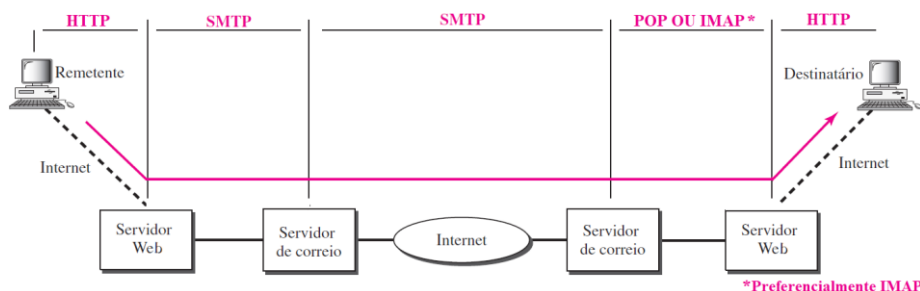 HTTP
SMTP
SMTP
POP OU IMAP *
HTTP
Remetente
Destinatário
Internet
Internet
Servidor
Web
Servidor
de correio
Internet
Servidor
de correio
Servidor
Web
*Preferencialmente IMAP